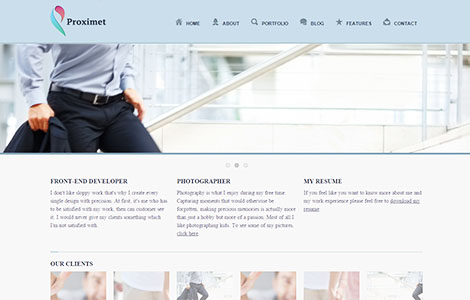 Proximet
HOME
ABOUT
PORTFOLIO
BLOG
FEATURES
CONTACT
FRONT-END DEVELOPER
I don't like sloppy work that's why I create every
single design with precision. At first, it's me who has
to be satisfied with my work, then can customer see
it. I would never give my clients something which
I'm not satisfied with.
PHOTOGRAPHER
Photography is what I enjoy during my free time.
Capturing moments that would otherwise be
forgotten, making precious memories is actually more
than just a hobby but more of a passion. Most of all I
like photographing kids. To see some of my pictures,
click here.
MY RESUME
If you feel like you want to know more about me and
my work experience please feel free to download my
resume.
OUR CLIENTS